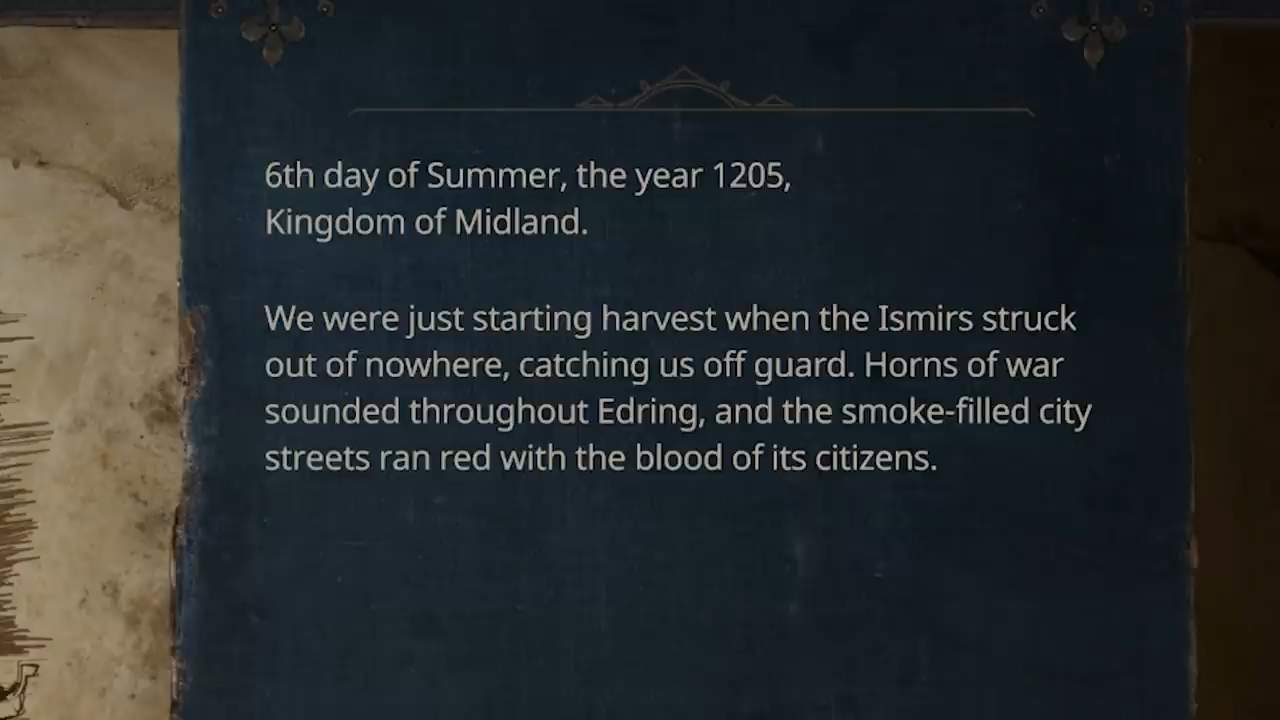 6th day of Summer, the year 1205,
Kingdom of Midland.
We were just starting harvest when the Ismirs struck
out of nowhere, catching us off guard. Horns of war
sounded throughout Edring, and the smoke-filled city
streets ran red with the blood of its citizens.